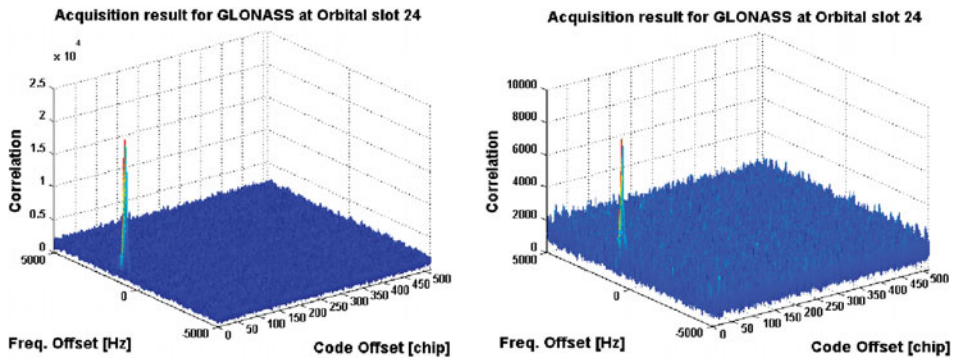 Acquisition result for GLONASS at Orbital slot 24
x 10^4
2.5
2
1.5
1
0.5
0
Correlation
5000
0
-5000
Freq. Offset [Hz]
0 50 100 150 200 250 300 350 400 450 500
Code Offset [chip]
Acquisition result for GLONASS at Orbital slot 24
10000
8000
6000
4000
2000
0
Correlation
5000
0
-5000
Freq. Offset [Hz]
0 50 100 150 200 250 300 350 400 450 500
Code Offset [chip]